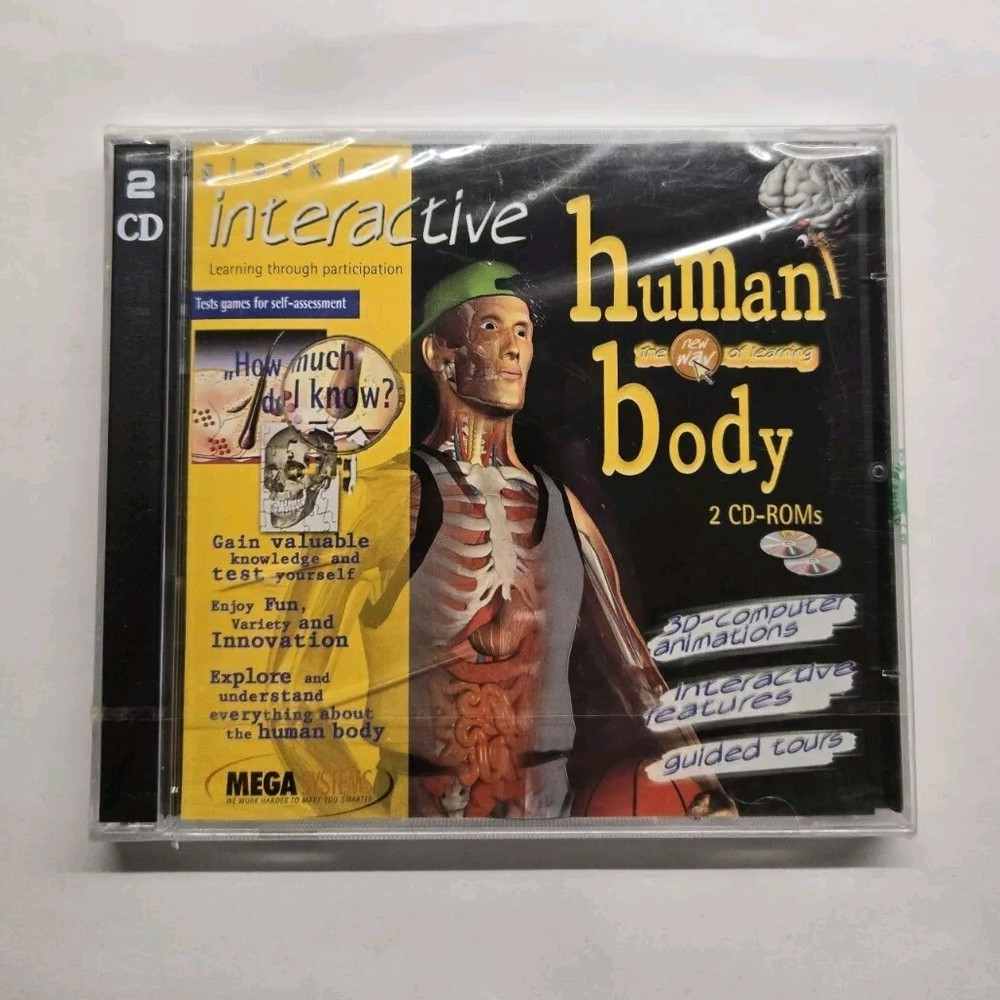 2
CD
interactive
Learning through participation
Tests games for self-assessment
„How much
do I know?
Gain valuable
knowledge and
test yourself
Enjoy Fun,
Variety and
Innovation
Explore and
understand
everything about
the human body
MEGA SYSTEMS
WE WORK HARDER TO MAKE YOU SMARTER
human
the new way of learning
body
2 CD-ROMs
3D-computer
animations
interactive
features
guided tours